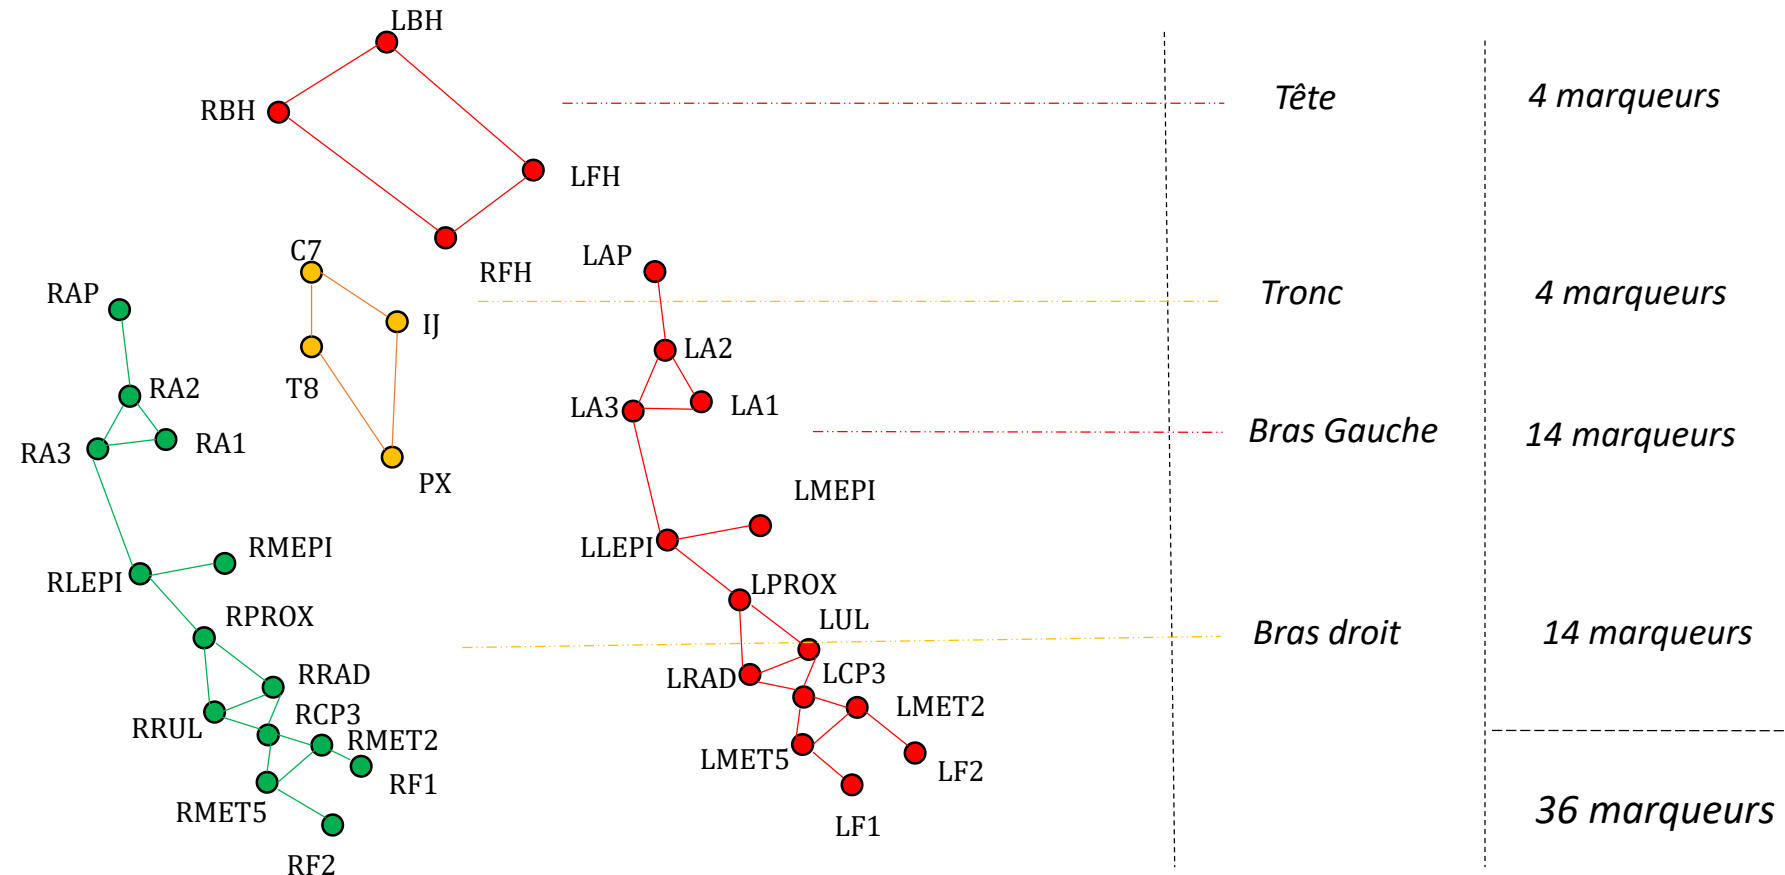 LBH
RBH
LFH
RFH
Tête
4 marqueurs
C7
IJ
T8
PX
Tronc
4 marqueurs
RAP
RA2
RA3
RA1
RLEPI
RMEPI
RPROX
RRAD
RRUL
RCP3
RMET2
RF1
RMET5
RF2
LAP
LA2
LA3
LA1
LMEPI
LLEPI
LPROX
LUL
LRAD
LCP3
LMET2
LMET5
LF2
LF1
Bras Gauche
14 marqueurs
Bras droit
14 marqueurs
36 marqueurs